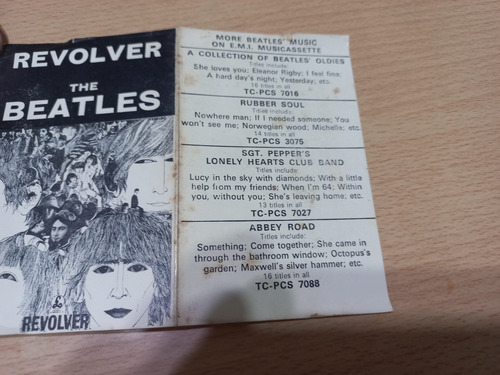 REVOLVER
THE
BEATLES
REVOLVER
MORE BEATLES' MUSIC
ON E.M.I. MUSICASSETTE
A COLLECTION OF BEATLES' OLDIES
Titles include:
She loves you; Eleanor Rigby; I feel fine;
A hard day's night; Yesterday; etc.
16 titles in all
TC-PCS 7016
RUBBER SOUL
Titles include:
Nowhere man; If I needed someone; You
won't see me; Norwegian wood; Michelle; etc.
14 titles in all
TC-PCS 3075
SGT. PEPPER'S
LONELY HEARTS CLUB BAND
Titles include
Lucy in the sky with diamonds; With a little
help from my friends; When I'm 64; Within
you, without you; She's leaving home; etc.
13 titles in all
TC-PCS 7027
ABBEY ROAD
Titles include:
Something; Come together; She came in
through the bathroom window; Octopus's
garden; Maxwell's silver hammer; etc.
16 titles in all
TC-PCS 7088